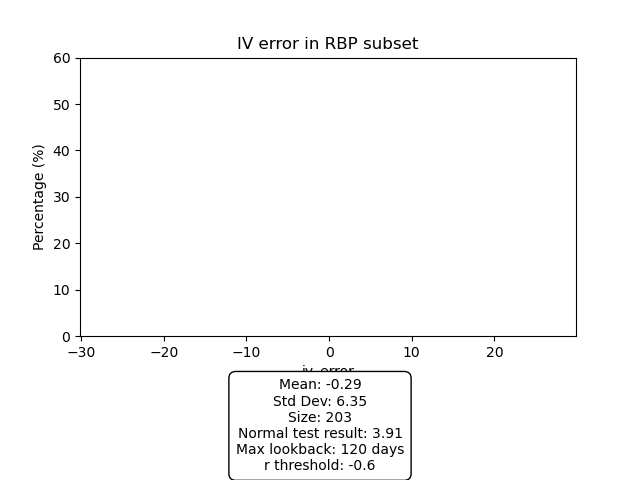 IV error in RBP subset
60
50
40
30
20
10
0
Percentage (%)
−30 −20 −10 0 10 20
iv_error
Mean: -0.29
Std Dev: 6.35
Size: 203
Normal test result: 3.91
Max lookback: 120 days
r threshold: -0.6